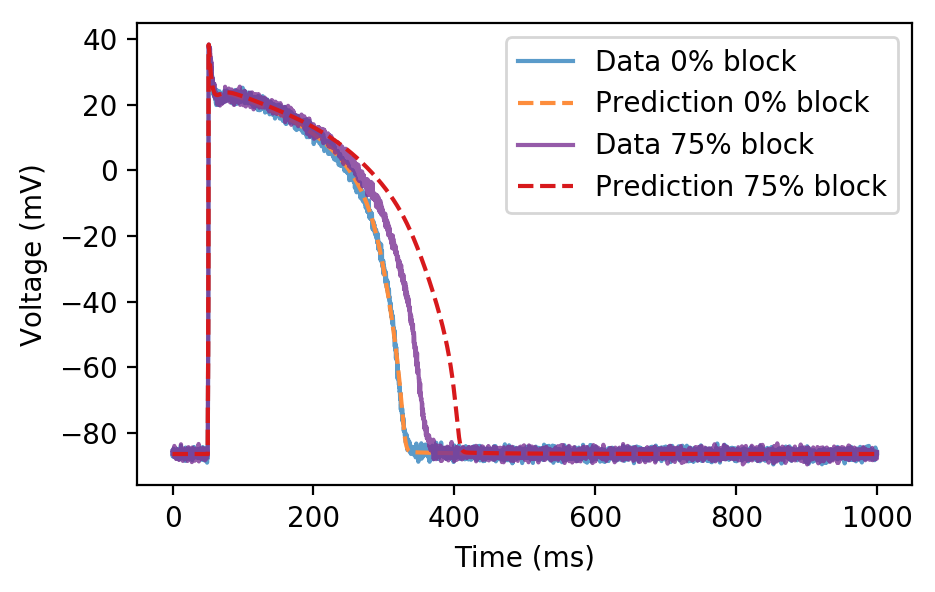 40
20
0
−20
−40
−60
−80
Voltage (mV)
Data 0% block
Prediction 0% block
Data 75% block
Prediction 75% block
0 200 400 600 800 1000
Time (ms)